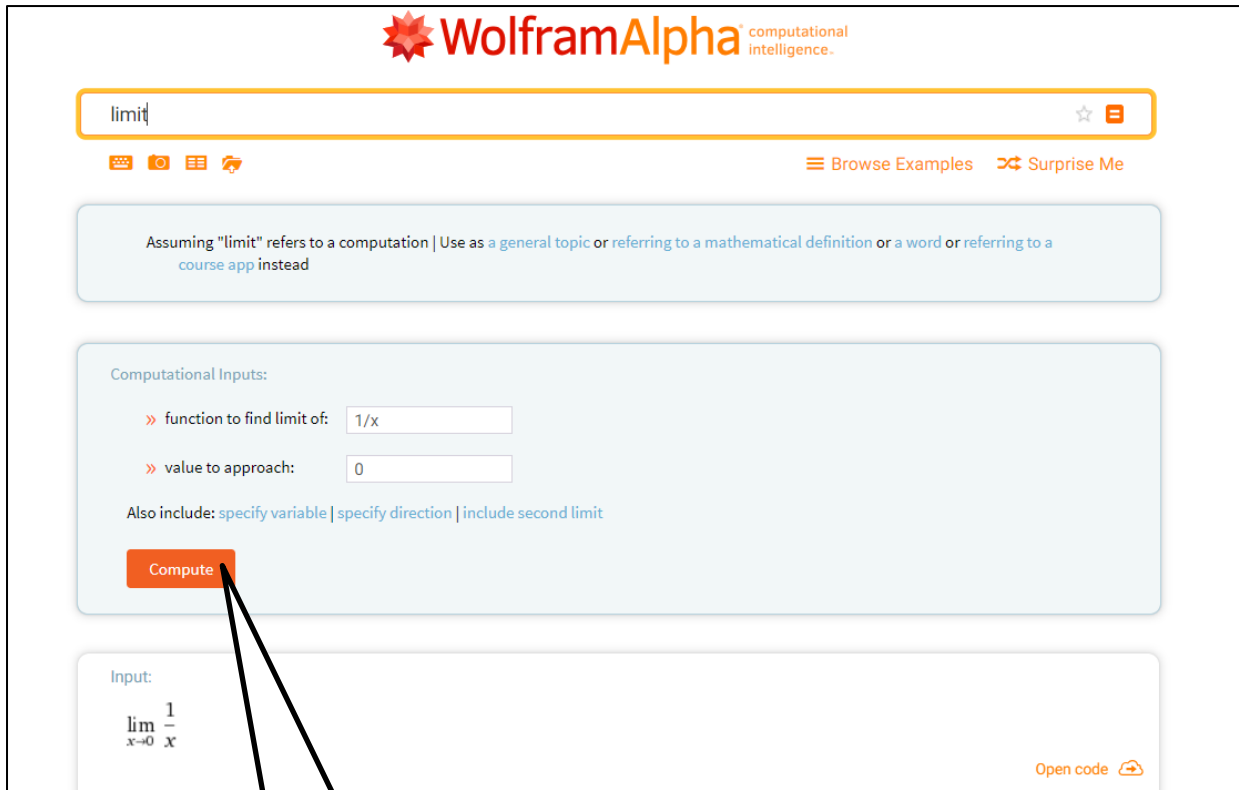 WolframAlpha computational intelligence.
limit
Browse Examples Surprise Me
Assuming "limit" refers to a computation | Use as a general topic or referring to a mathematical definition or a word or referring to a
course app instead
Computational Inputs:
» function to find limit of: 1/x
» value to approach: 0
Also include: specify variable | specify direction | include second limit
Compute
Input:
lim 1/x
x→0
Open code